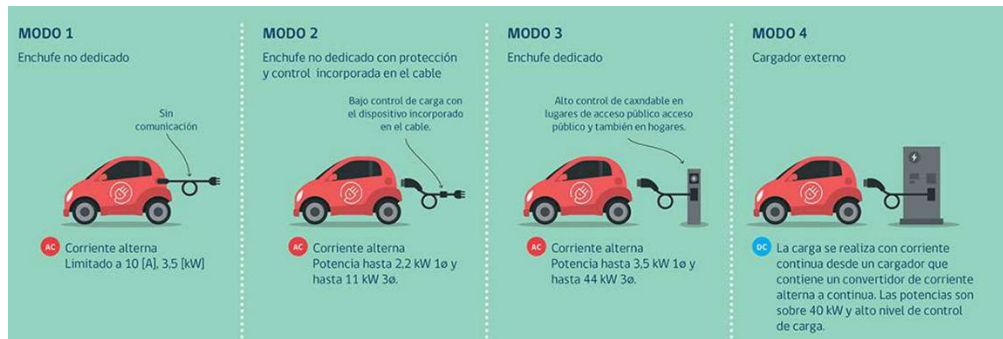 MODO 1
Enchufe no dedicado
Sin
comunicación
AC Corriente alterna
Limitado a 10 [A], 3,5 [kW]
MODO 2
Enchufe no dedicado con protección
y control incorporada en el cable
Bajo control de carga con
el dispositivo incorporado
en el cable.
AC Corriente alterna
Potencia hasta 2,2 kW 1ø y
hasta 11 kW 3ø.
MODO 3
Enchufe dedicado
Alto control de caxndable en
lugares de acceso público acceso
público y también en hogares.
AC Corriente alterna
Potencia hasta 3,5 kW 1ø y
hasta 44 kW 3ø.
MODO 4
Cargador externo
DC La carga se realiza con corriente
continua desde un cargador que
contiene un convertidor de corriente
alterna a continua. Las potencias son
sobre 40 kW y alto nivel de control
de carga.